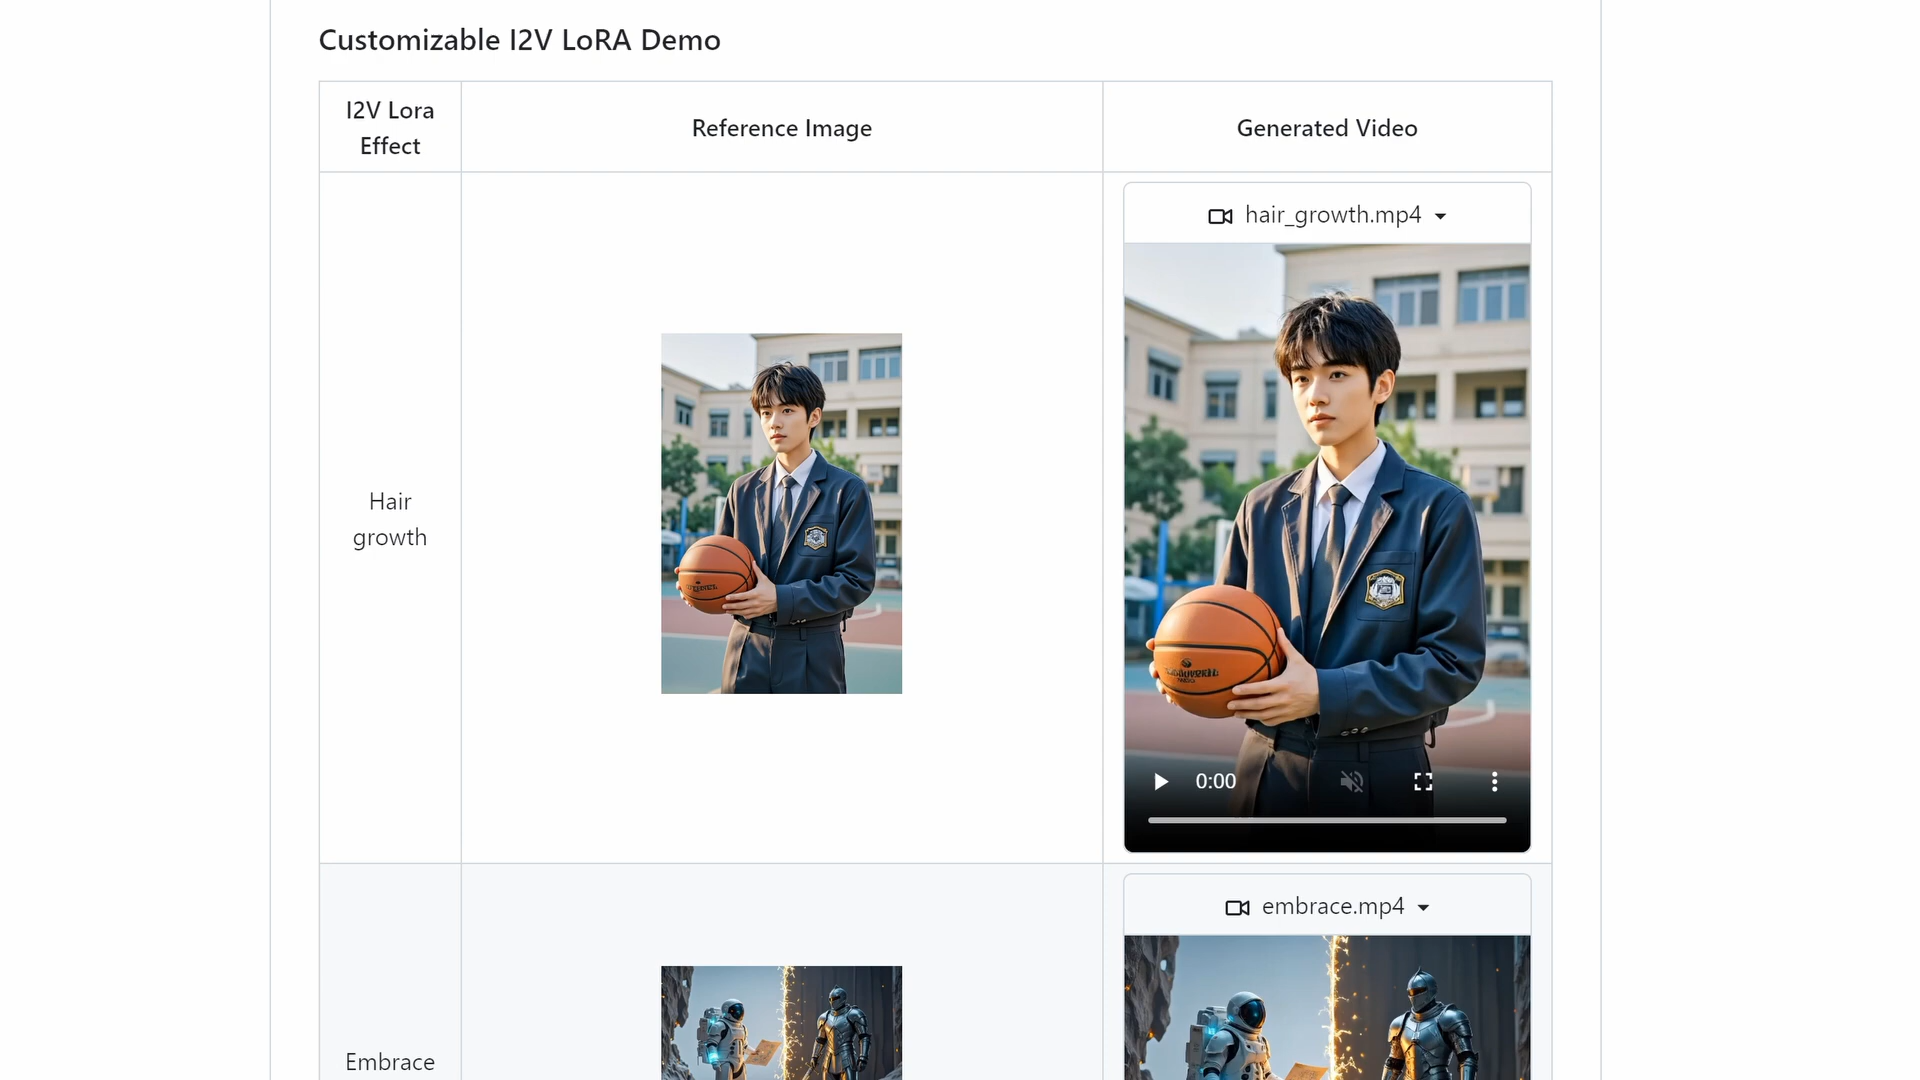 Customizable I2V LoRA Demo
I2V Lora
Effect
Reference Image
Generated Video
Hair
growth
hair_growth.mp4
0:00
Embrace
embrace.mp4